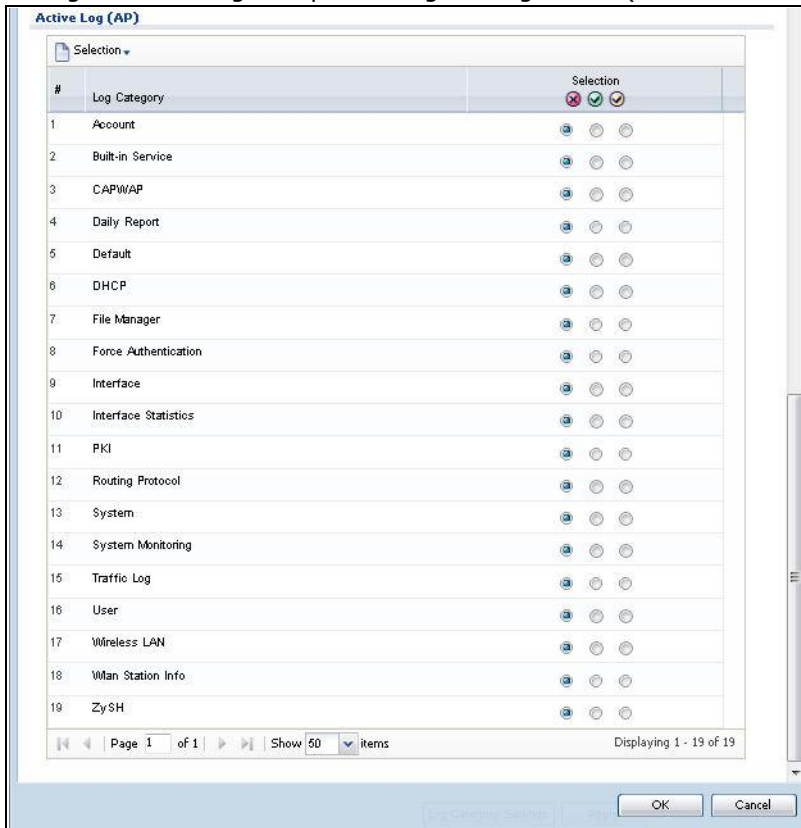 Active Log (AP)
Selection
# Log Category Selection
1 Account
2 Built-in Service
3 CAPWAP
4 Daily Report
5 Default
6 DHCP
7 File Manager
8 Force Authentication
9 Interface
10 Interface Statistics
11 PKI
12 Routing Protocol
13 System
14 System Monitoring
15 Traffic Log
16 User
17 Wireless LAN
18 Wlan Station Info
19 ZySH
Page 1 of 1 Show 50 items Displaying 1 - 19 of 19
Log Category Settings OK Cancel